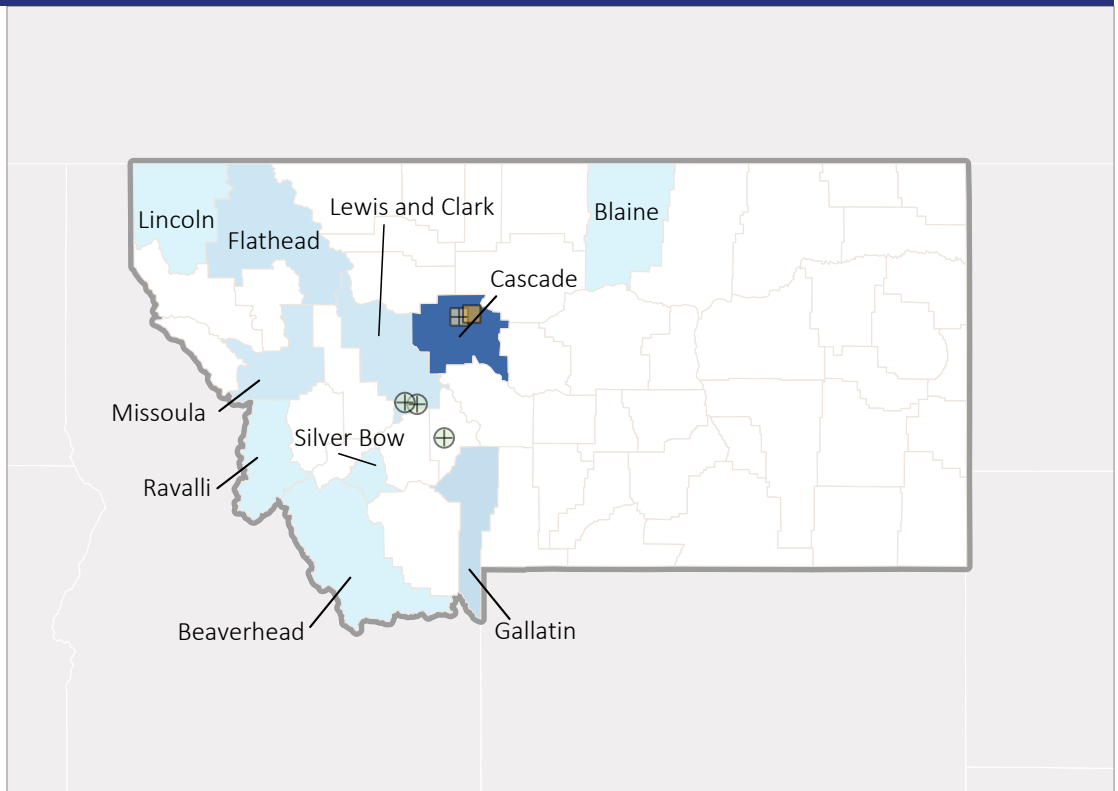 Lewis and Clark
Blaine
Lincoln
Flathead
Cascade
Missoula
Silver Bow
Ravalli
Beaverhead
Gallatin